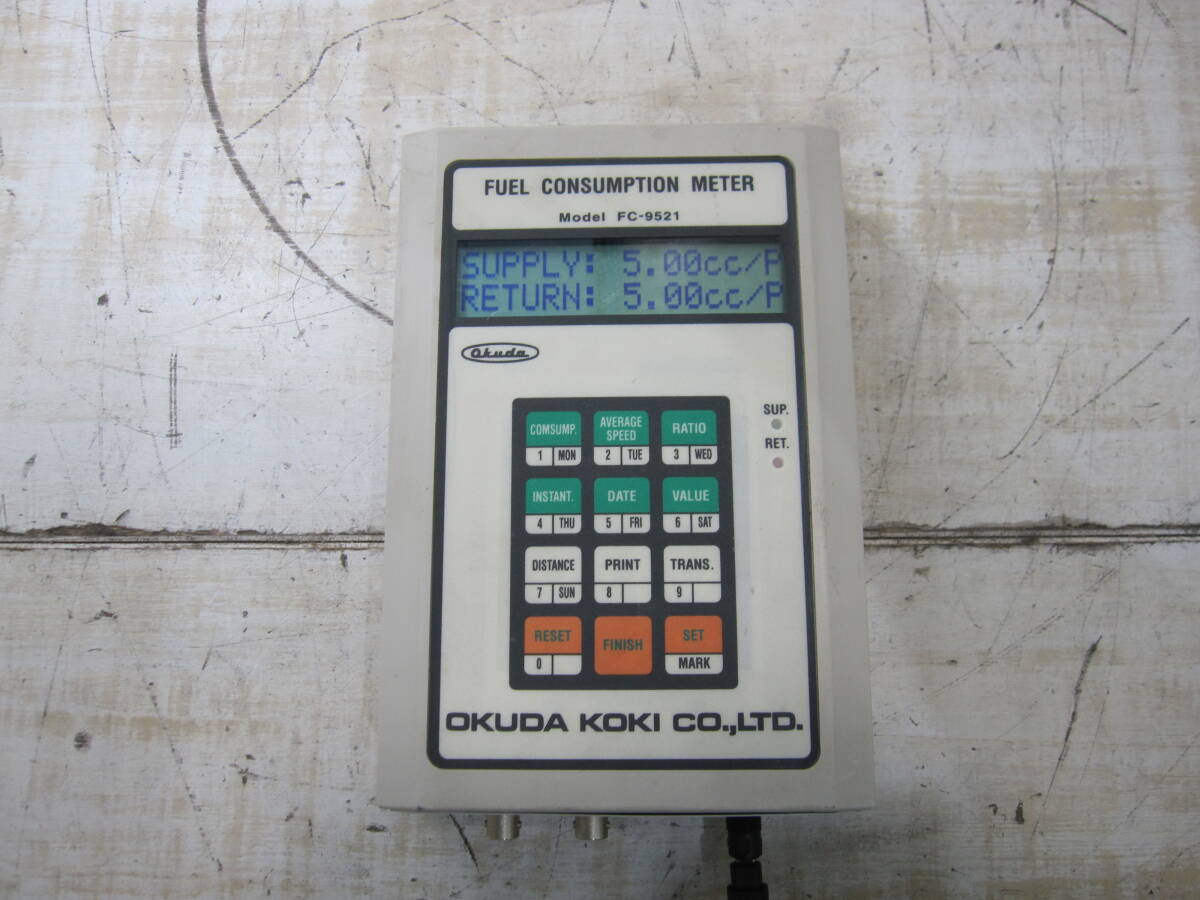 FUEL CONSUMPTION METER
Model FC-9521
SUPPLY: 5.00cc/P
RETURN: 5.00cc/P
Okuda
SUP.
RET.
COMSUMP. AVERAGE SPEED RATIO
1 MON 2 TUE 3 WED
INSTANT. DATE VALUE
4 THU 5 FRI 6 SAT
DISTANCE PRINT TRANS.
7 SUN 8 9
RESET FINISH SET
0 MARK
OKUDA KOKI CO.,LTD.